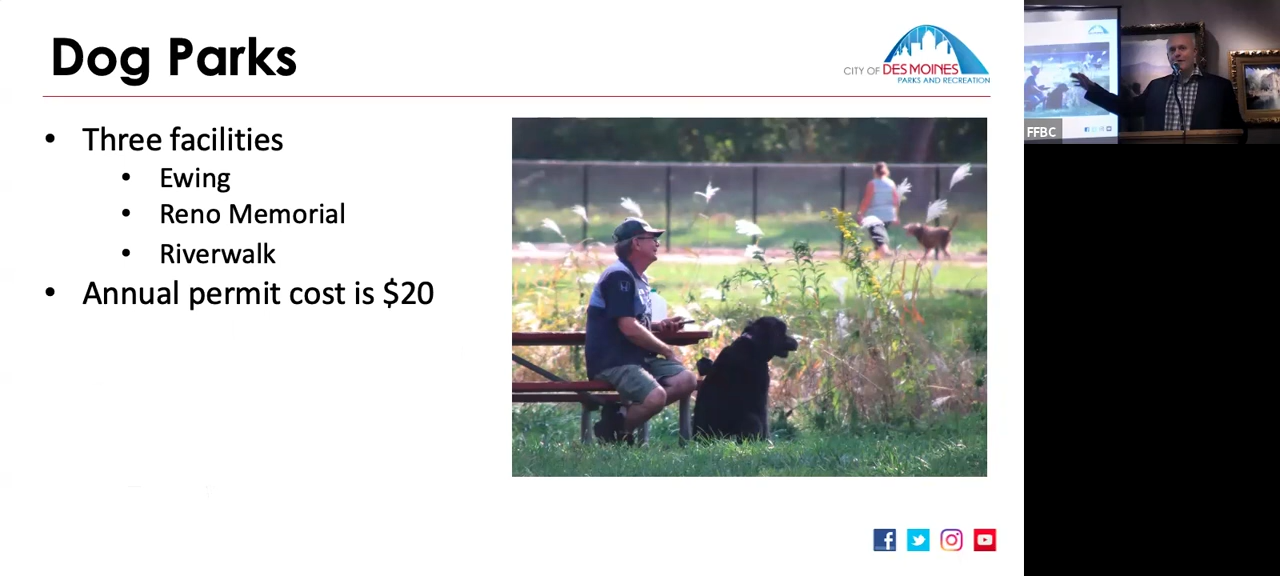 Dog Parks
CITY OF DES MOINES
PARKS AND RECREATION
• Three facilities
• Ewing
• Reno Memorial
• Riverwalk
• Annual permit cost is $20
FFBC